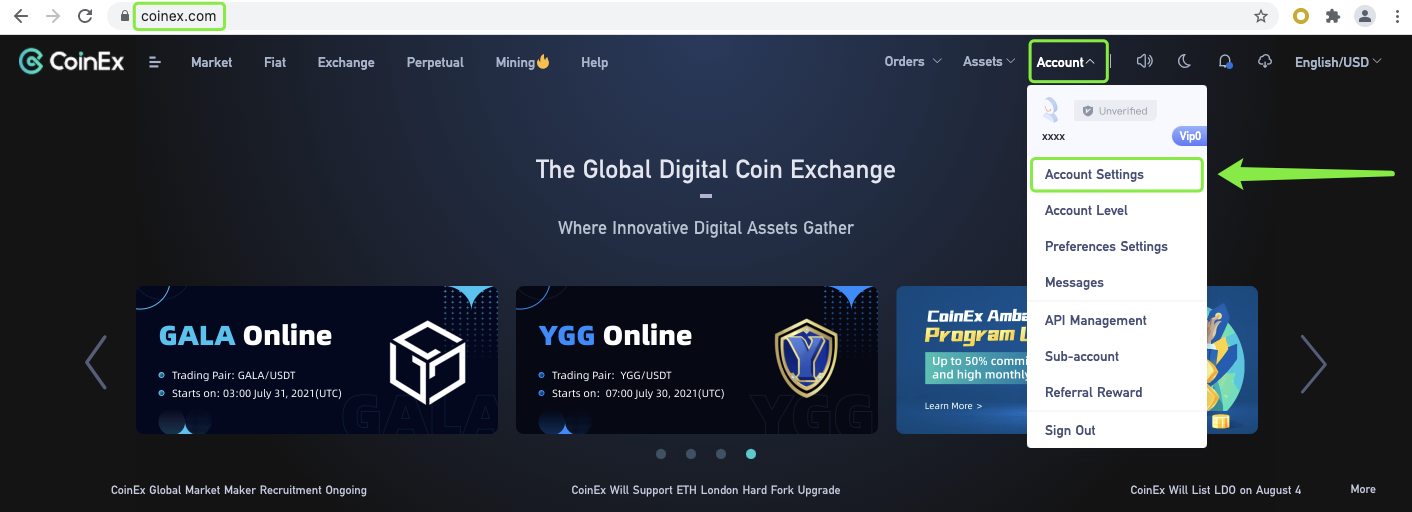 coinex.com
CoinEx
Market Fiat Exchange Perpetual Mining Help
Orders Assets Account English/USD
Unverified
xxxx
Vip0
Account Settings
Account Level
Preferences Settings
Messages
API Management
Sub-account
Referral Reward
Sign Out
The Global Digital Coin Exchange
Where Innovative Digital Assets Gather
GALA Online
Trading Pair: GALA/USDT
Starts on: 03:00 July 31, 2021(UTC)
GALA
YGG Online
Trading Pair: YGG/USDT
Starts on: 07:00 July 30, 2021(UTC)
YGG
Y
CoinEx Amba
Program U
Up to 50% commi
and high monthly
Learn More >
CoinEx Global Market Maker Recruitment Ongoing
CoinEx Will Support ETH London Hard Fork Upgrade
CoinEx Will List LDO on August 4
More